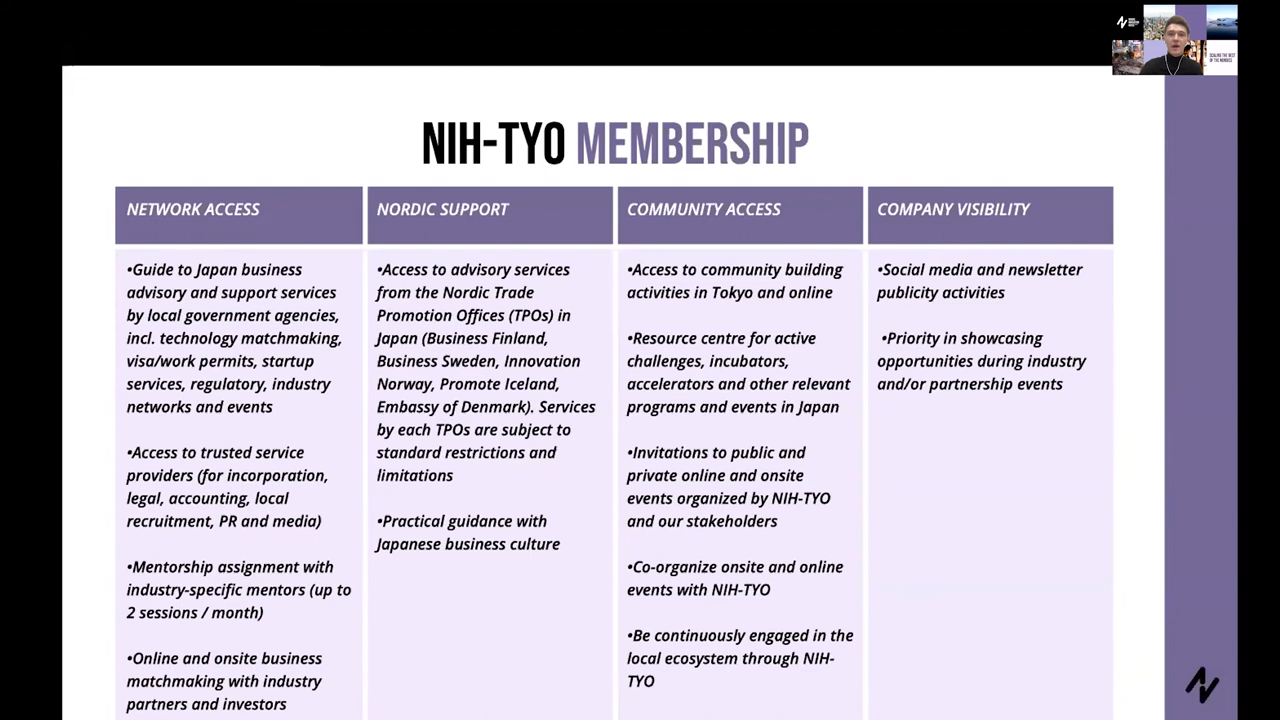 NIH-TYO MEMBERSHIP
NETWORK ACCESS
•Guide to Japan business
advisory and support services
by local government agencies,
incl. technology matchmaking,
visa/work permits, startup
services, regulatory, industry
networks and events
•Access to trusted service
providers (for incorporation,
legal, accounting, local
recruitment, PR and media)
•Mentorship assignment with
industry-specific mentors (up to
2 sessions / month)
•Online and onsite business
matchmaking with industry
partners and investors
NORDIC SUPPORT
•Access to advisory services
from the Nordic Trade
Promotion Offices (TPOs) in
Japan (Business Finland,
Business Sweden, Innovation
Norway, Promote Iceland,
Embassy of Denmark). Services
by each TPOs are subject to
standard restrictions and
limitations
•Practical guidance with
Japanese business culture
COMMUNITY ACCESS
•Access to community building
activities in Tokyo and online
•Resource centre for active
challenges, incubators,
accelerators and other relevant
programs and events in Japan
•Invitations to public and
private online and onsite
events organized by NIH-TYO
and our stakeholders
•Co-organize onsite and online
events with NIH-TYO
•Be continuously engaged in the
local ecosystem through NIH-
TYO
COMPANY VISIBILITY
•Social media and newsletter
publicity activities
•Priority in showcasing
opportunities during industry
and/or partnership events
SCALING THE BEST
OF THE NORDICS